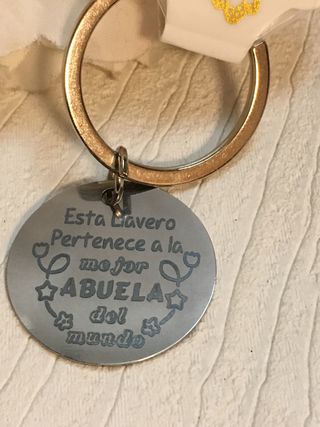 Esta Llavero
Pertenece a la
mejor
ABUELA
del
mundo